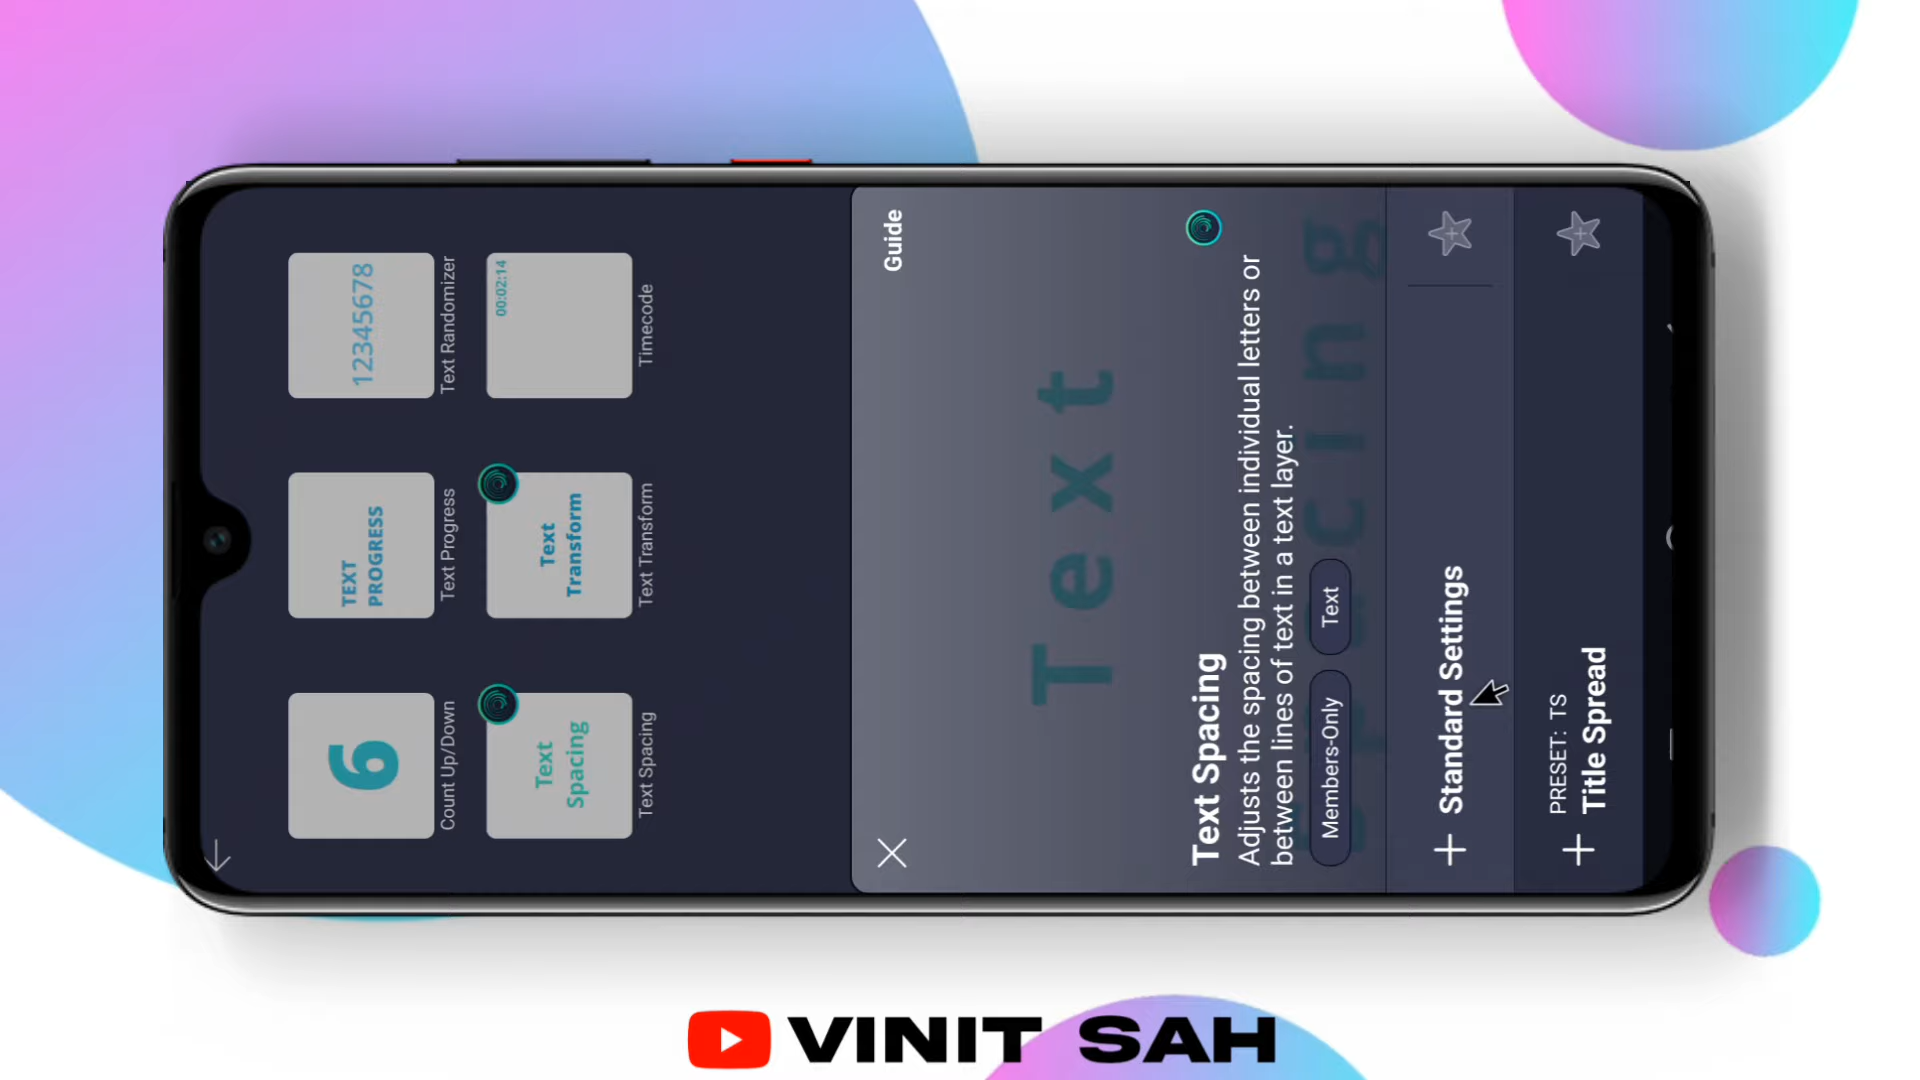 6
Count Up/Down
TEXT
PROGRESS
Text Progress
12345678
Text Randomizer
Text
Spacing
Text Spacing
Text
Transform
Text Transform
00:02:14
Timecode
Guide
Text
Spacing
Text Spacing
Adjusts the spacing between individual letters or
between lines of text in a text layer.
Members-Only
Text
Standard Settings
PRESET: TS
Title Spread
VINIT SAH